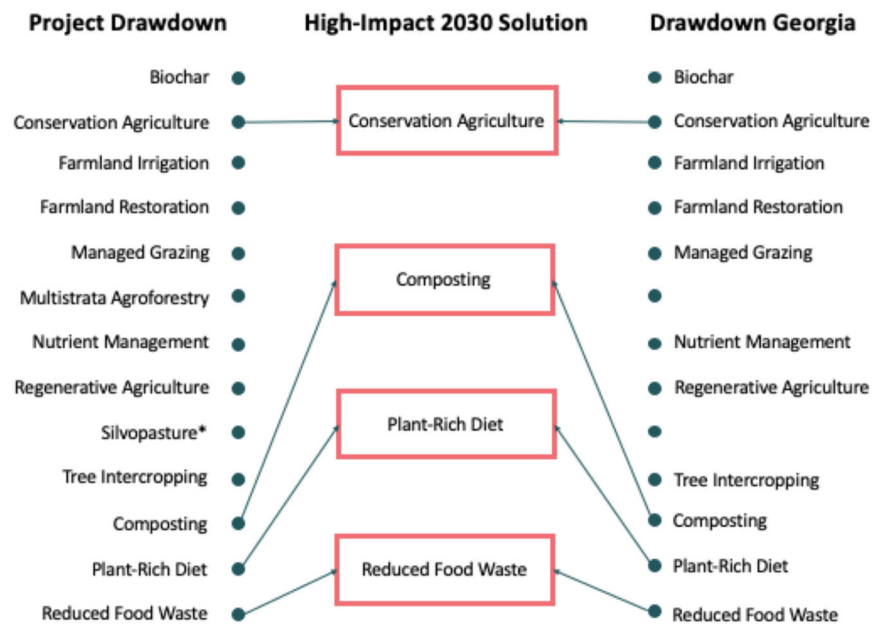 Project Drawdown
High-Impact 2030 Solution
Drawdown Georgia
Biochar
Conservation Agriculture
Farmland Irrigation
Farmland Restoration
Managed Grazing
Multistrata Agroforestry
Nutrient Management
Regenerative Agriculture
Silvopasture*
Tree Intercropping
Composting
Plant-Rich Diet
Reduced Food Waste
Conservation Agriculture
Composting
Plant-Rich Diet
Reduced Food Waste
Biochar
Conservation Agriculture
Farmland Irrigation
Farmland Restoration
Managed Grazing
Nutrient Management
Regenerative Agriculture
Tree Intercropping
Composting
Plant-Rich Diet
Reduced Food Waste